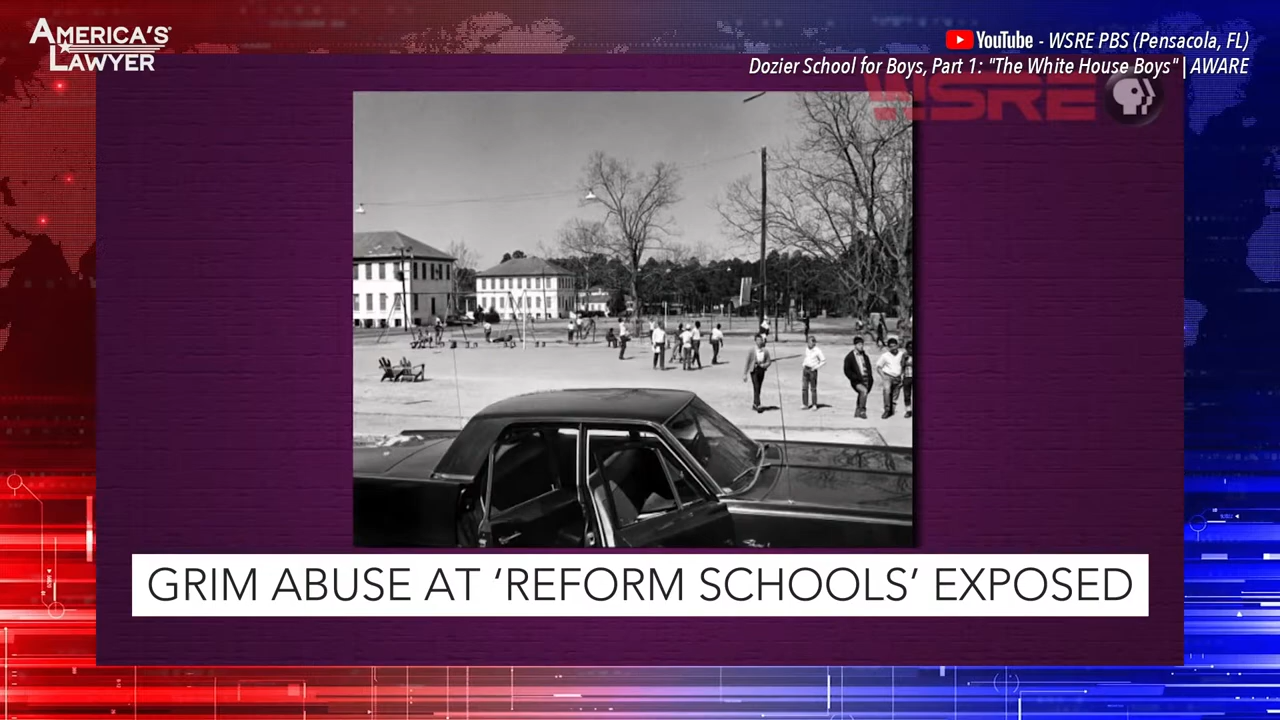 AMERICA'S
LAWYER
YouTube - WSRE PBS (Pensacola, FL)
Dozier School for Boys, Part 1: "The White House Boys" | AWARE
WSRE
GRIM ABUSE AT ‘REFORM SCHOOLS’ EXPOSED